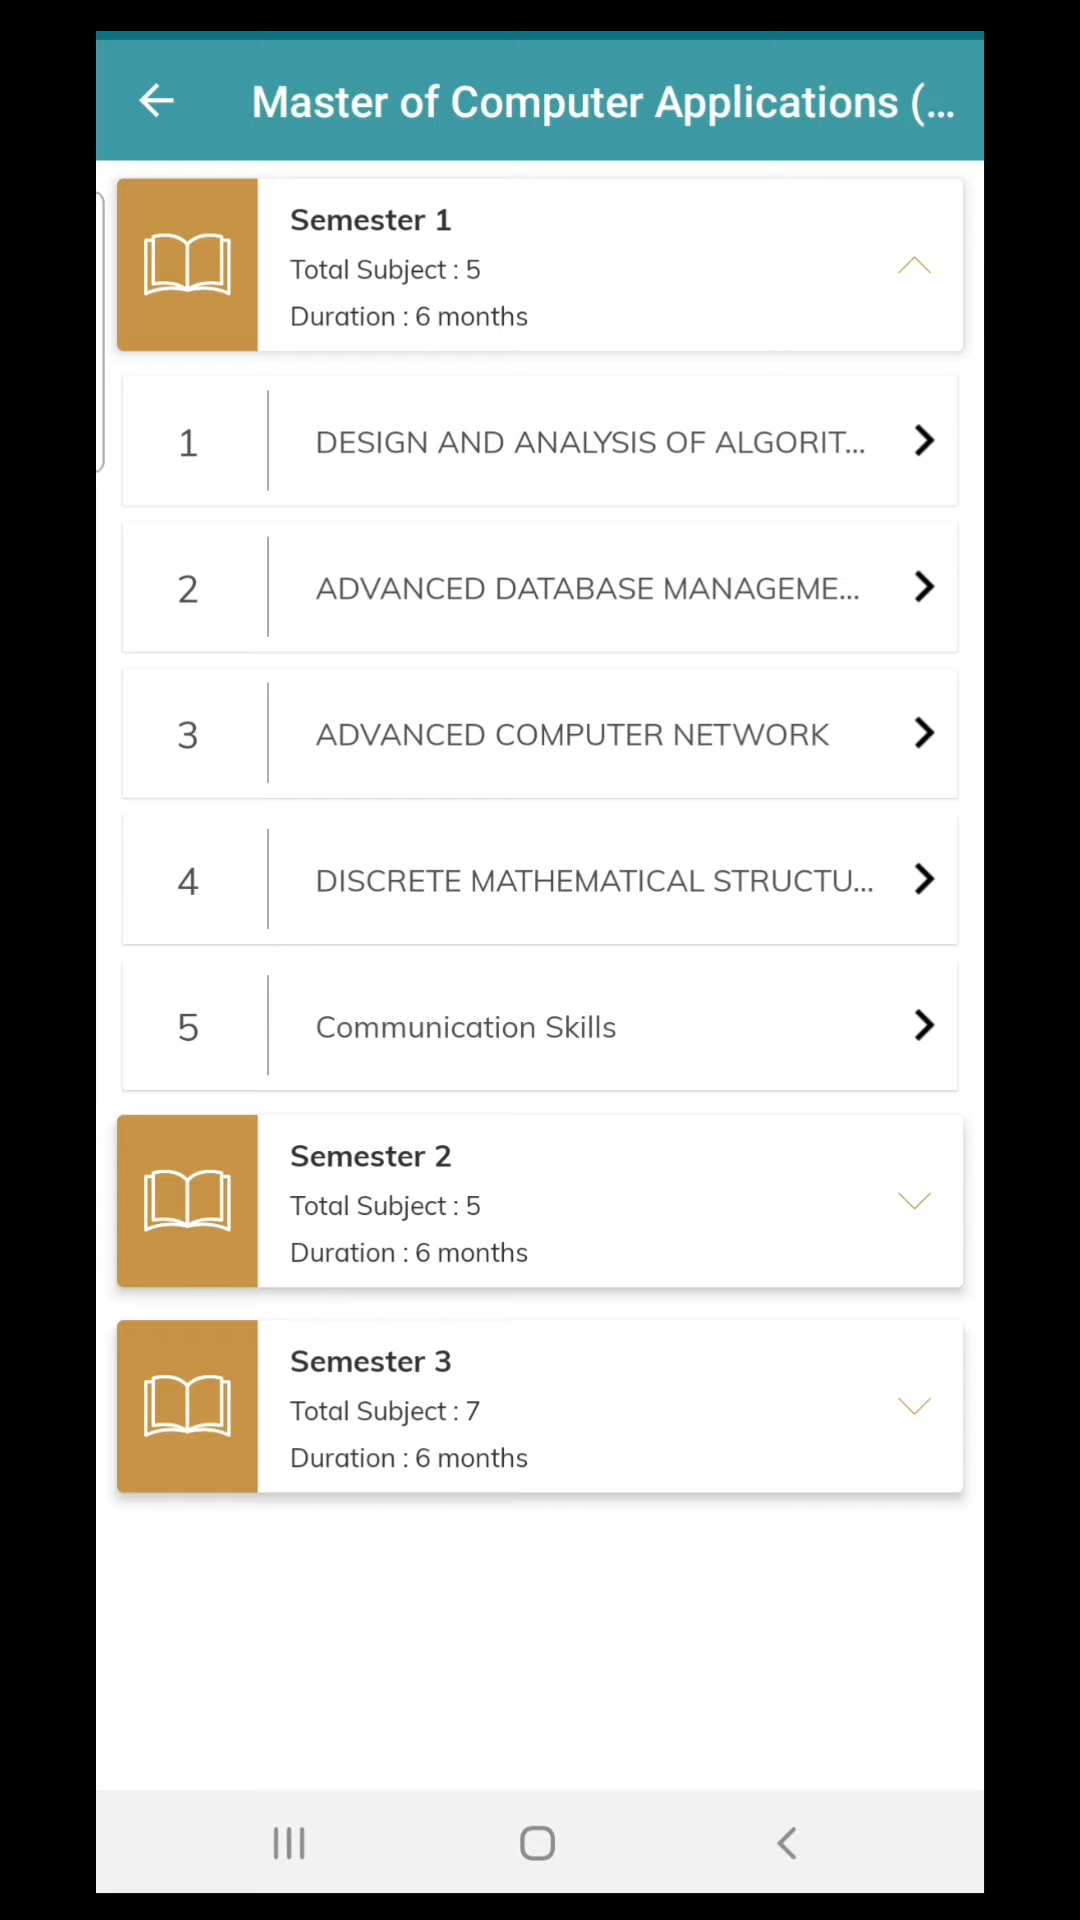 Master of Computer Applications (...
Semester 1
Total Subject : 5
Duration : 6 months
1
DESIGN AND ANALYSIS OF ALGORIT...
2
ADVANCED DATABASE MANAGEME...
3
ADVANCED COMPUTER NETWORK
4
DISCRETE MATHEMATICAL STRUCTU...
5
Communication Skills
Semester 2
Total Subject : 5
Duration : 6 months
Semester 3
Total Subject : 7
Duration : 6 months